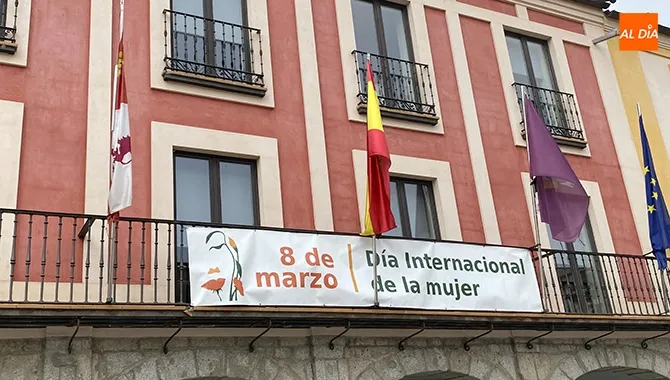 AL DÍA
8 de
marzo
Día Internacional
de la mujer